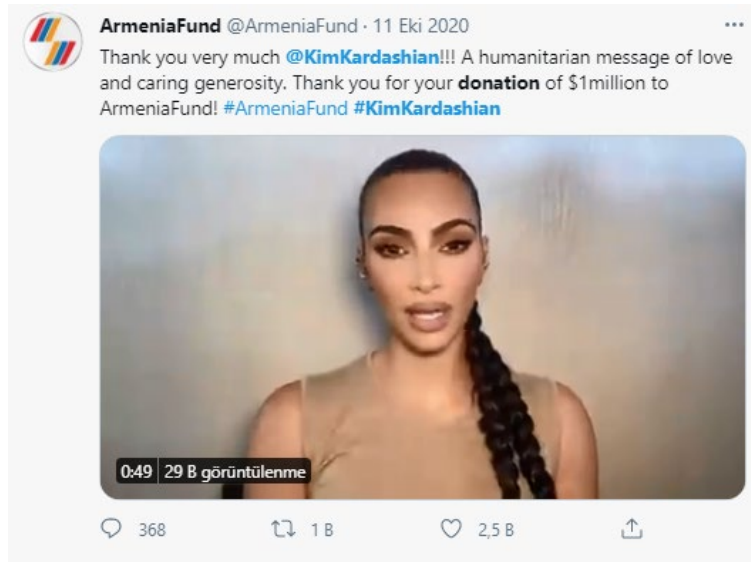 ArmeniaFund @ArmeniaFund · 11 Eki 2020
Thank you very much @KimKardashian!!! A humanitarian message of love
and caring generosity. Thank you for your donation of $1million to
ArmeniaFund! #ArmeniaFund #KimKardashian
0:49 29 B görüntülenme
368 1 B 2,5 B